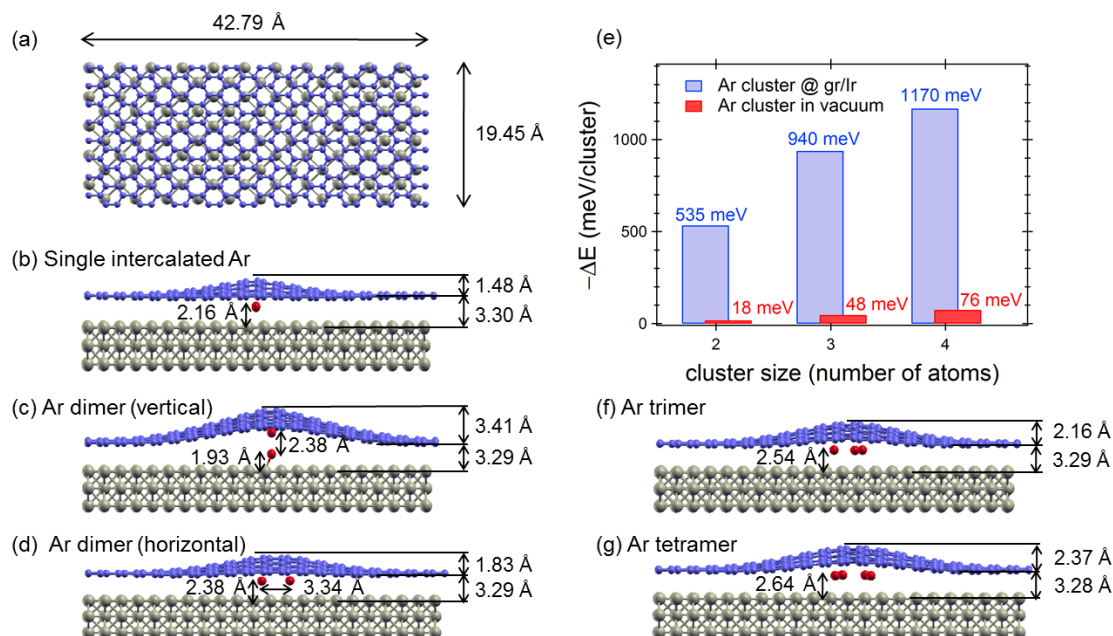 (a)
42.79 Å
19.45 Å
(b) Single intercalated Ar
1.48 Å
2.16 Å
3.30 Å
(c) Ar dimer (vertical)
3.41 Å
2.38 Å
1.93 Å
3.29 Å
(d) Ar dimer (horizontal)
1.83 Å
2.38 Å
3.34 Å
3.29 Å
(e)
Ar cluster @ gr/Ir
Ar cluster in vacuum
1170 meV
940 meV
535 meV
18 meV
48 meV
76 meV
1000
500
0
−ΔE (meV/cluster)
2
3
4
cluster size (number of atoms)
(f) Ar trimer
2.16 Å
2.54 Å
3.29 Å
(g) Ar tetramer
2.37 Å
2.64 Å
3.28 Å